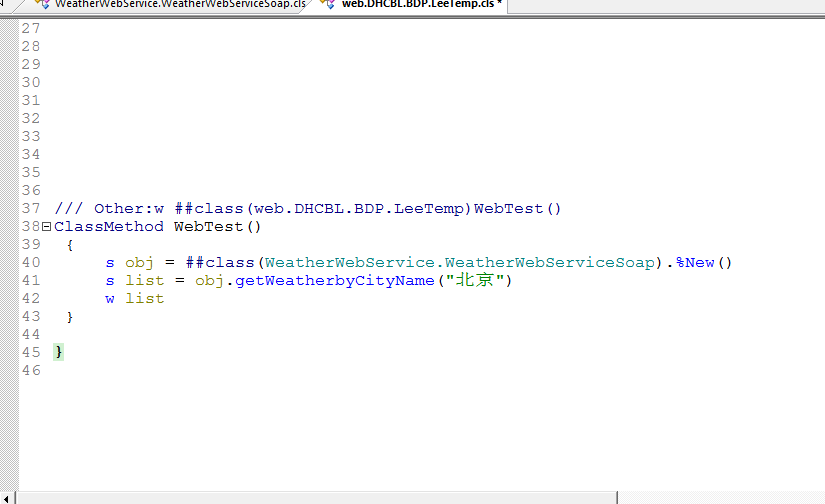 WeatherWebService.WeatherWebServiceSoap.cls web.DHCBL.BDP.LeeTemp.cls *
27
28
29
30
31
32
33
34
35
36
37 /// Other:w ##class(web.DHCBL.BDP.LeeTemp)WebTest()
38 ClassMethod WebTest()
39 {
40 s obj = ##class(WeatherWebService.WeatherWebServiceSoap).%New()
41 s list = obj.getWeatherbyCityName("北京")
42 w list
43 }
44
45 }
46